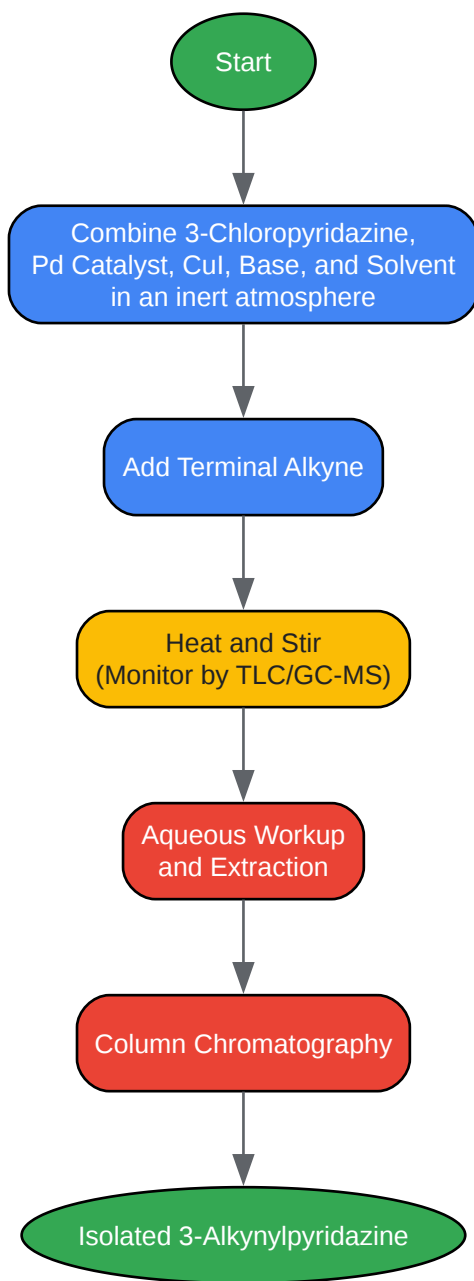 Start
Combine 3-Chloropyridazine,
Pd Catalyst, CuI, Base, and Solvent
in an inert atmosphere
Add Terminal Alkyne
Heat and Stir
(Monitor by TLC/GC-MS)
Aqueous Workup
and Extraction
Column Chromatography
Isolated 3-Alkynylpyridazine